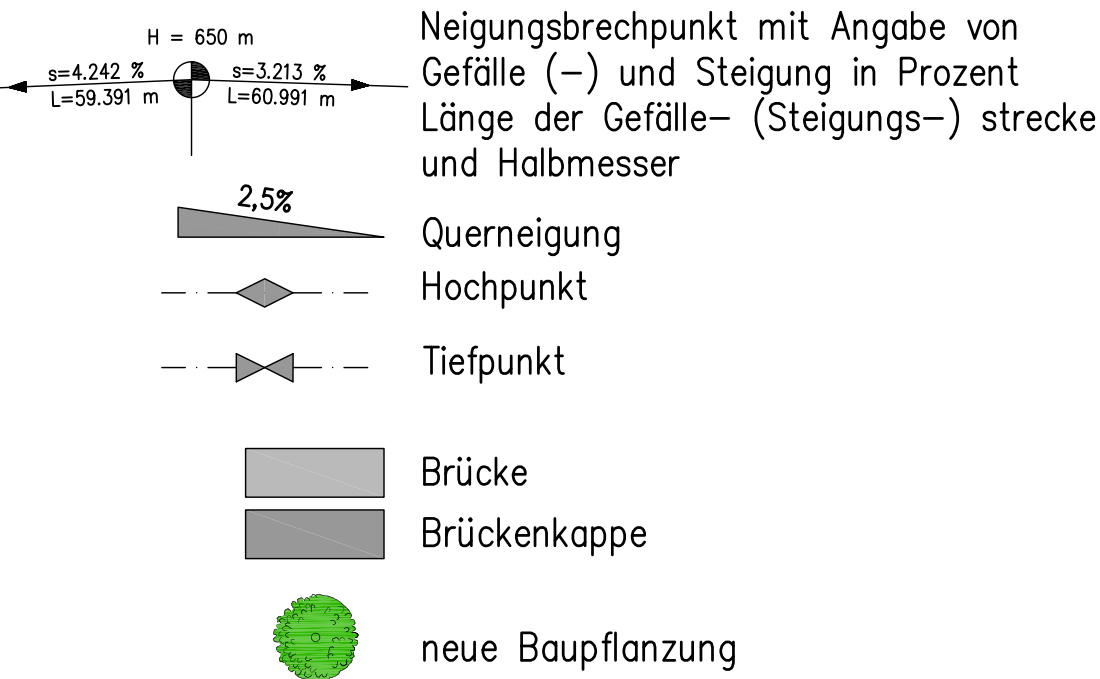 H = 650 m
s=4.242 %
s=3.213 %
L=59.391 m
L=60.991 m
Neigungsbrechpunkt mit Angabe von
Gefälle (-) und Steigung in Prozent
Länge der Gefälle- (Steigungs-) strecke
und Halbmesser
2,5%
Querneigung
Hochpunkt
Tiefpunkt
Brücke
Brückenkappe
neue Baupflanzung